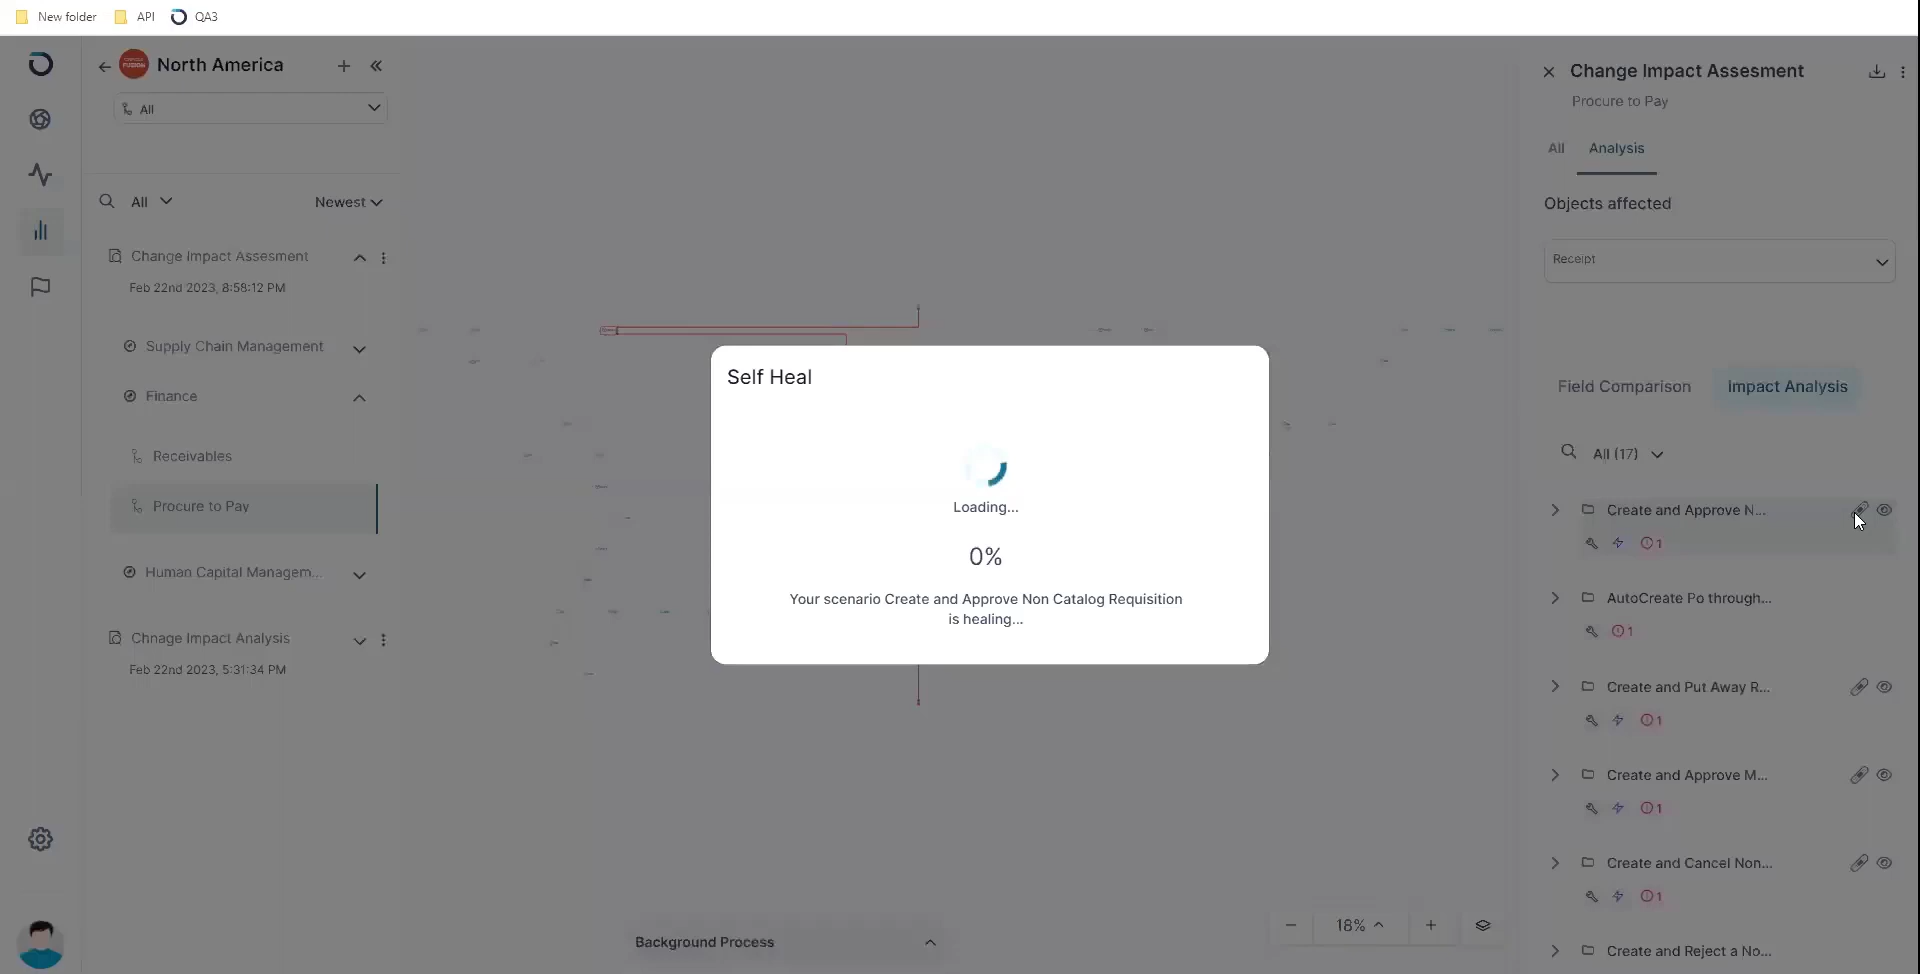 New folder
API
QA3
North America
All
All
Newest
Change Impact Assesment
Feb 22nd 2023, 8:58:12 PM
Supply Chain Management
Finance
Receivables
Procure to Pay
Human Capital Managem...
Chnage Impact Analysis
Feb 22nd 2023, 5:31:34 PM
Self Heal
Loading...
0%
Your scenario Create and Approve Non Catalog Requisition
is healing...
Background Process
18%
Change Impact Assesment
Procure to Pay
All
Analysis
Objects affected
Receipt
Field Comparison
Impact Analysis
All (17)
Create and Approve N...
1
AutoCreate Po through...
1
Create and Put Away R...
1
Create and Approve M...
1
Create and Cancel Non...
1
Create and Reject a No...